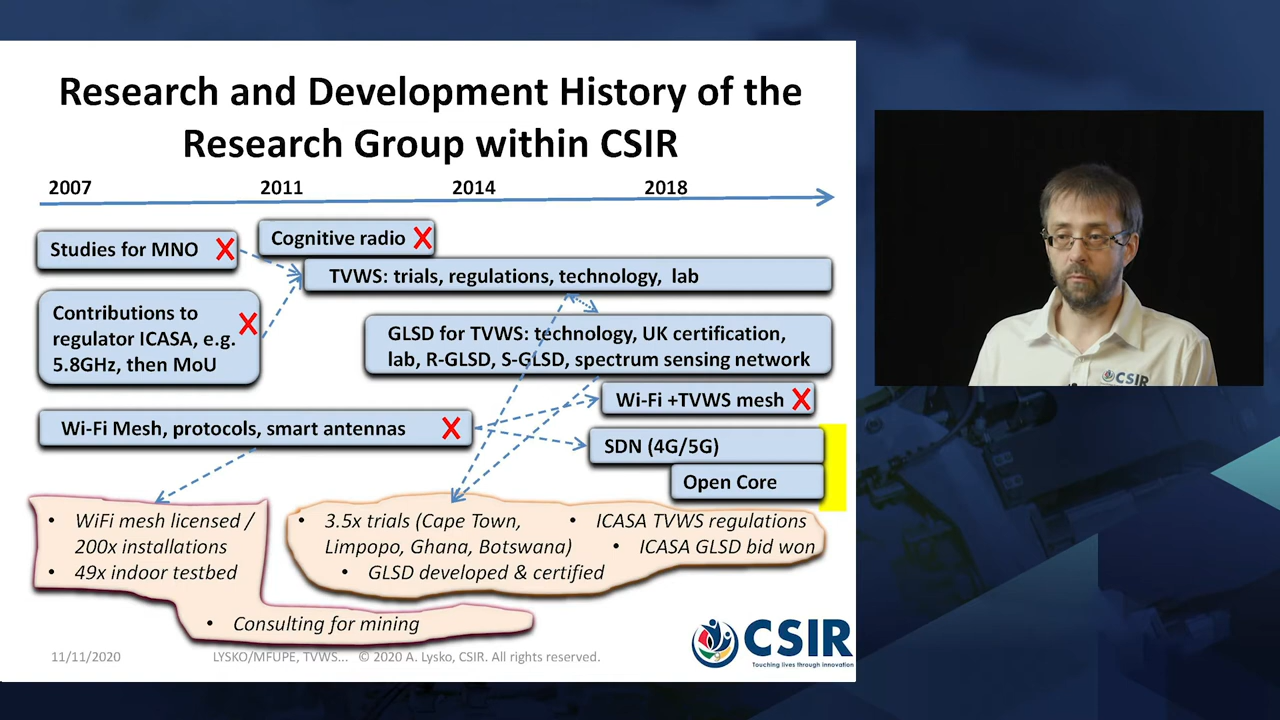 Research and Development History of the
Research Group within CSIR
2007 2011 2014 2018
Studies for MNO X
Cognitive radio X
TVWS: trials, regulations, technology, lab
Contributions to
regulator ICASA, e.g.
5.8GHz, then MoU
X
GLSD for TVWS: technology, UK certification,
lab, R-GLSD, S-GLSD, spectrum sensing network
Wi-Fi +TVWS mesh X
Wi-Fi Mesh, protocols, smart antennas X
SDN (4G/5G)
Open Core
• WiFi mesh licensed /
200x installations
• 49x indoor testbed
• Consulting for mining
• 3.5x trials (Cape Town,
Limpopo, Ghana, Botswana)
• GLSD developed & certified
• ICASA TVWS regulations
• ICASA GLSD bid won
11/11/2020 LYSKO/MFUPE, TVWS... © 2020 A. Lysko, CSIR. All rights reserved.
CSIR
Touching lives through innovation
CSIR